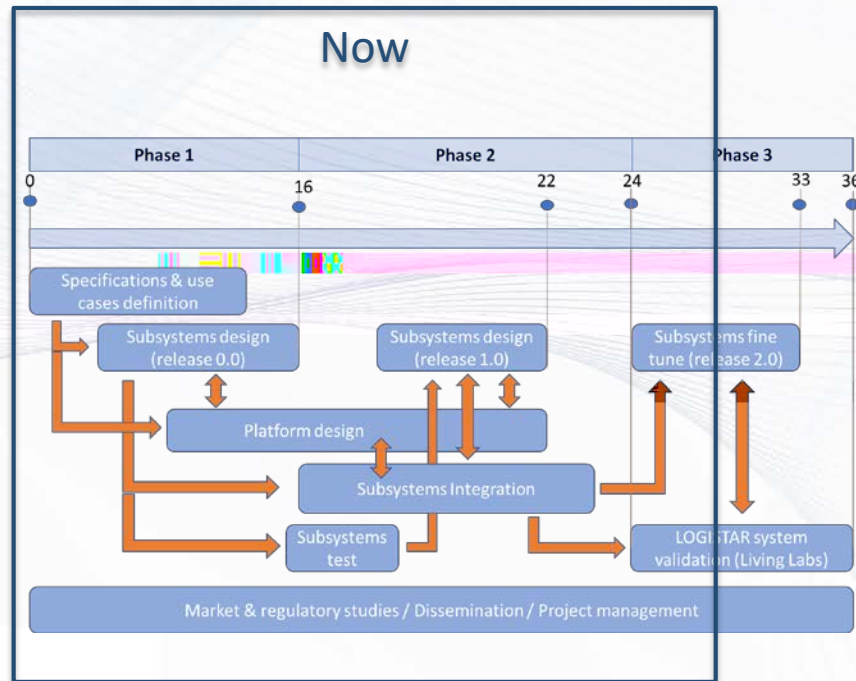 Now
Phase 1
Phase 2
Phase 3
0
16
22
24
33
36
Specifications & use
cases definition
Subsystems design
(release 0.0)
Subsystems design
(release 1.0)
Subsystems fine
tune (release 2.0)
Platform design
Subsystems Integration
Subsystems
test
LOGISTAR system
validation (Living Labs)
Market & regulatory studies / Dissemination / Project management